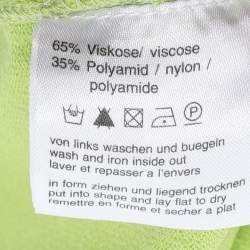 65% Viskose/ viscose
35% Polyamid / nylon /
polyamide
P
von links waschen und buegeln
wash and iron inside out
laver et repasser a l'envers
in form ziehen und liegend trocknen
put into shape and lay flat to dry
remettre en forme et secher a plat